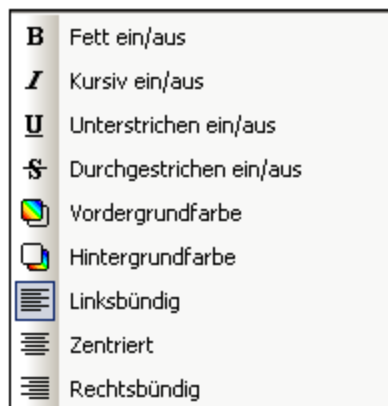 B Fett ein/aus
I Kursiv ein/aus
U Unterstrichen ein/aus
S Durchgestrichen ein/aus
Vordergrundfarbe
Hintergrundfarbe
Linksbündig
Zentriert
Rechtsbündig